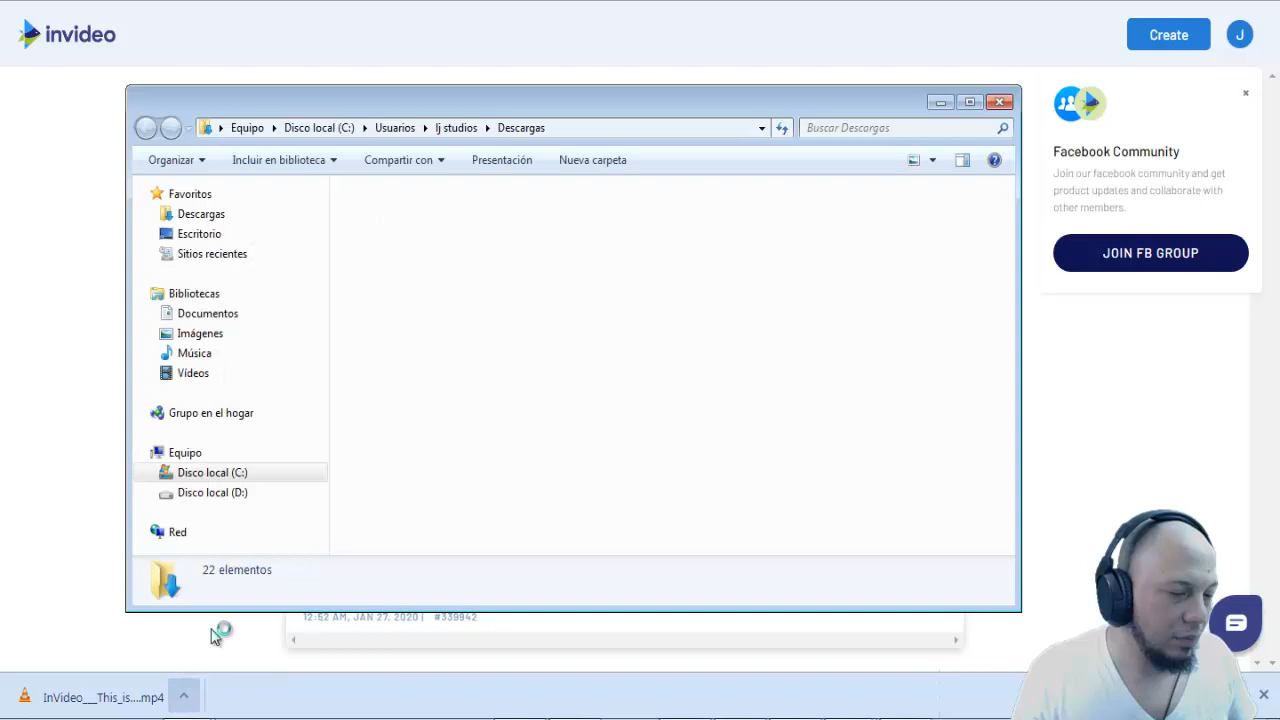 invideo
Create
J
Equipo Disco local (C:) Usuarios lj studios Descargas
Buscar Descargas
Organizar Incluir en biblioteca Compartir con Presentación Nueva carpeta
Favoritos
Descargas
Escritorio
Sitios recientes
Bibliotecas
Documentos
Imágenes
Música
Vídeos
Grupo en el hogar
Equipo
Disco local (C:)
Disco local (D:)
Red
22 elementos
Facebook Community
Join our facebook community and get
product updates and collaborate with
other members.
JOIN FB GROUP
12:52 AM, JAN 27, 2020 | #339942
InVideo___This_is....mp4